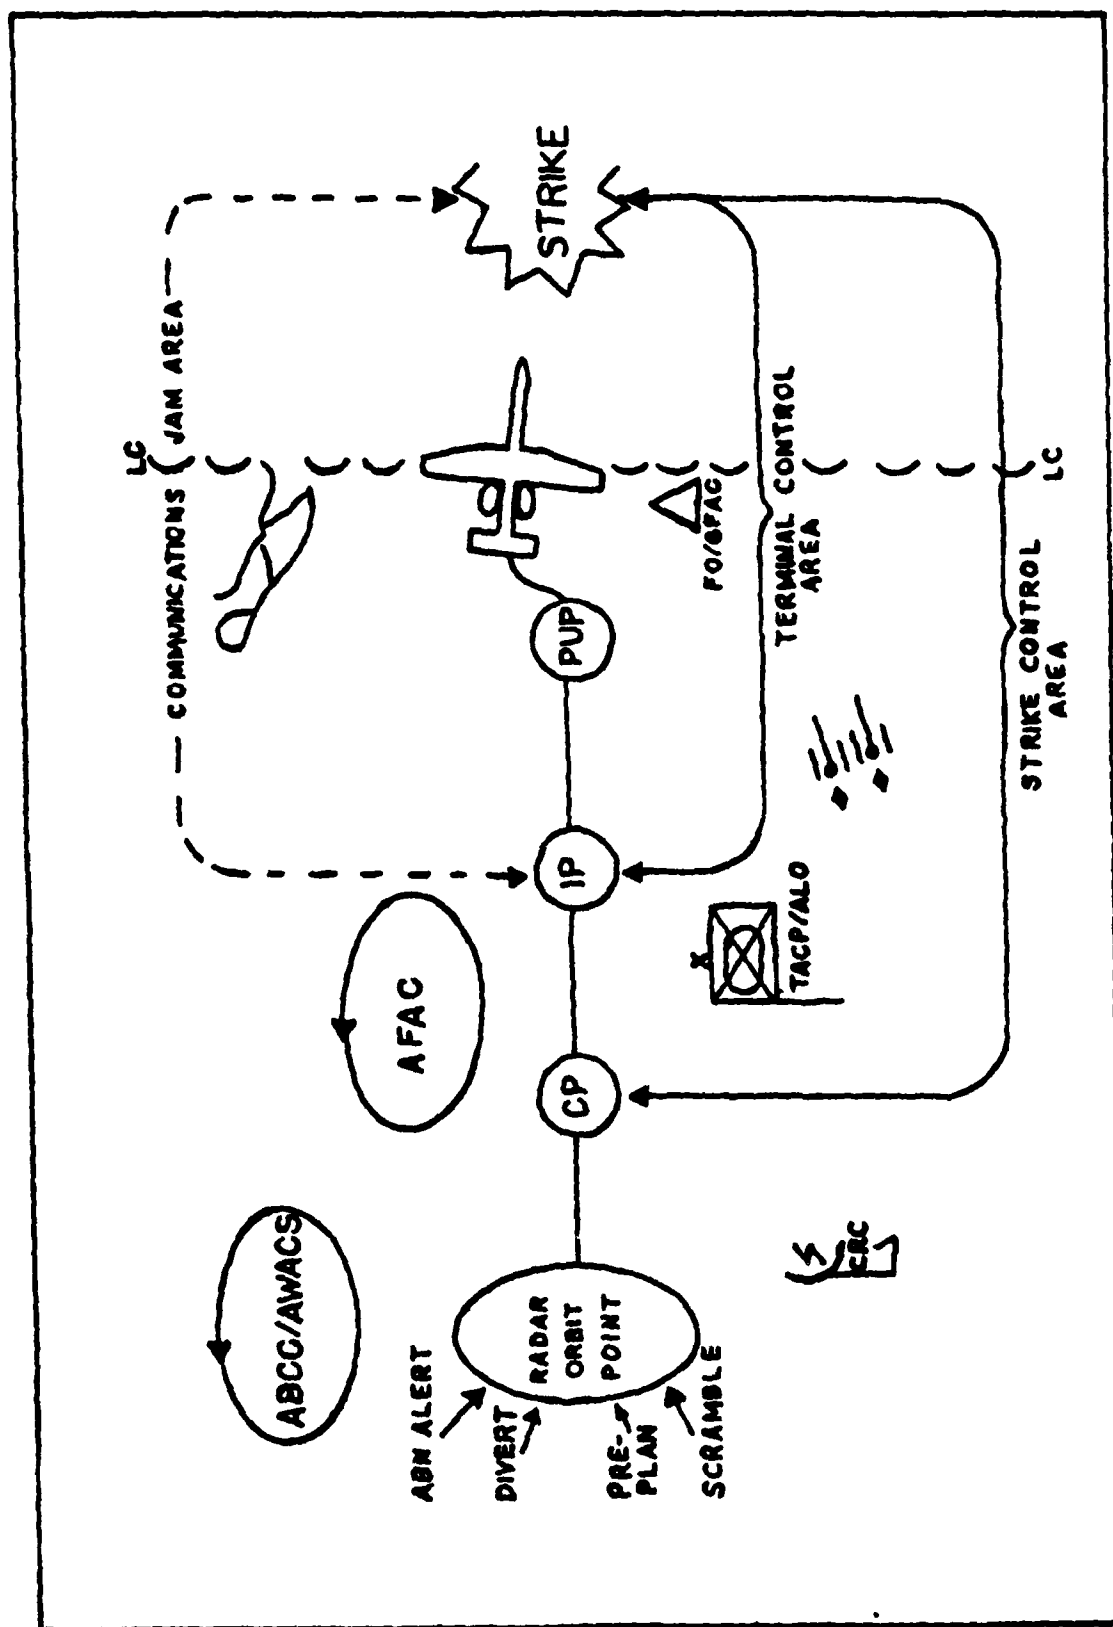 LC
COMMUNICATIONS JAM AREA
ABCC/AWACS
AFAC
ABN ALERT
DIVERT
PRE-
PLAN
SCRAMBLE
RADAR
ORBIT
POINT
CP
IP
PUP
STRIKE
X
TACP/ALO
FO/GFAC
CRC
TERMINAL CONTROL
AREA
STRIKE CONTROL
AREA
LC